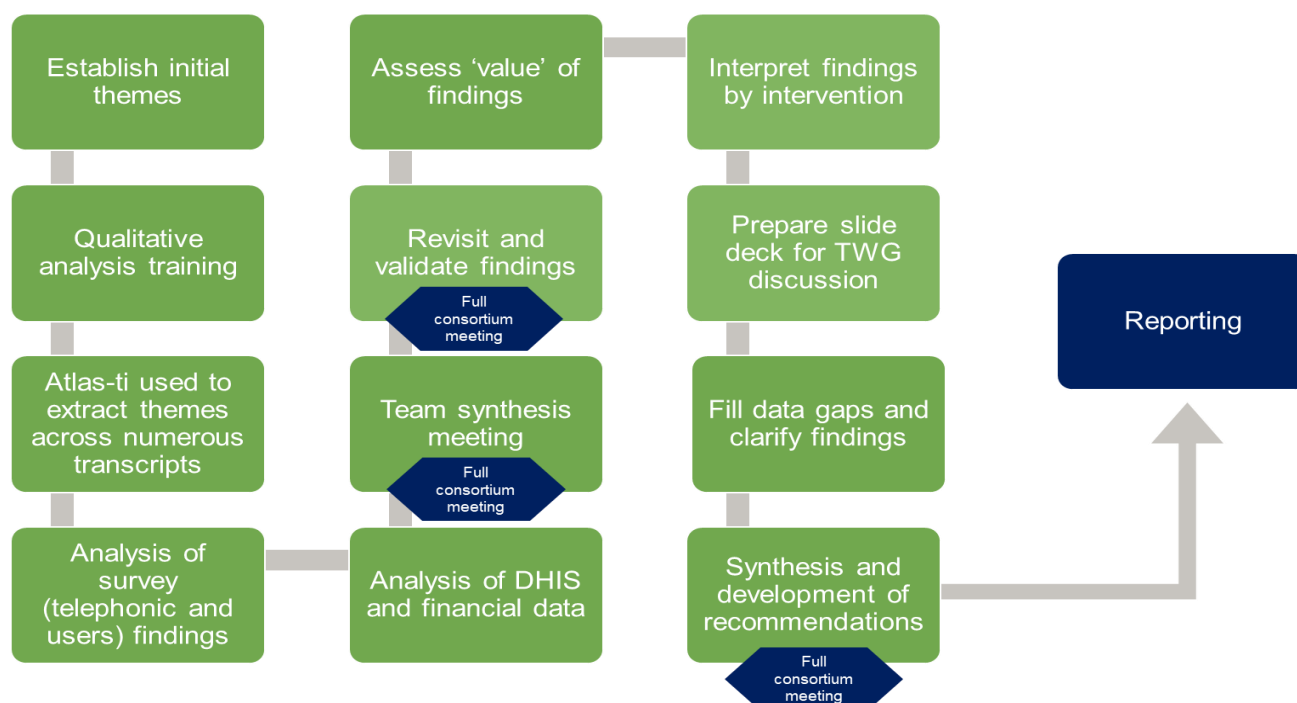 Establish initial
themes
Qualitative
analysis training
Atlas-ti used to
extract themes
across numerous
transcripts
Analysis of
survey
(telephonic and
users) findings
Analysis of DHIS
and financial data
Team synthesis
meeting
Full
consortium
meeting
Revisit and
validate findings
Full
consortium
meeting
Assess ‘value’ of
findings
Interpret findings
by intervention
Prepare slide
deck for TWG
discussion
Fill data gaps and
clarify findings
Synthesis and
development of
recommendations
Full
consortium
meeting
Reporting